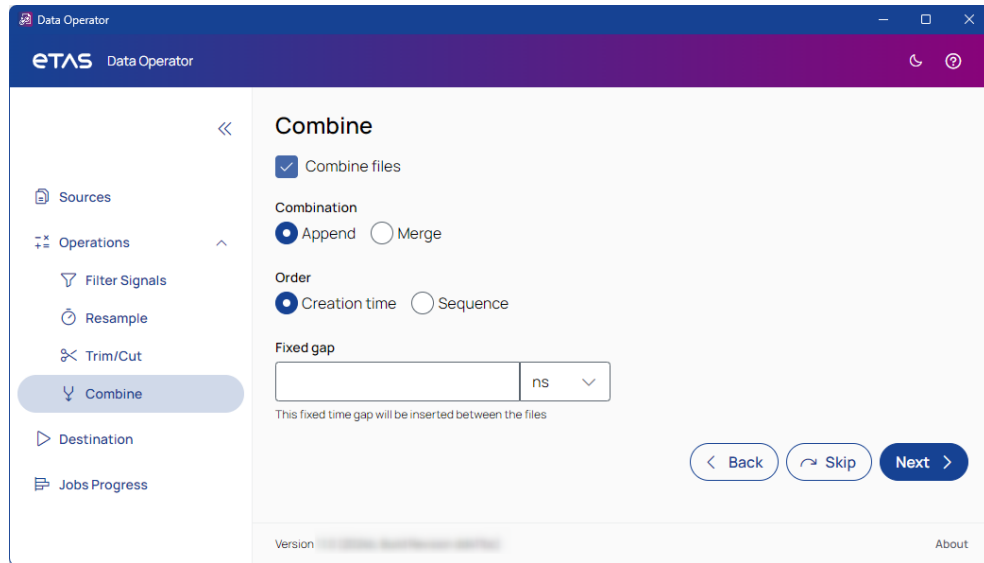 Data Operator
eTAS Data Operator
Combine
Combine files
Sources
Combination
Append Merge
Operations
Filter Signals
Order
Creation time Sequence
Resample
Fixed gap
Trim/Cut
ns
Combine
This fixed time gap will be inserted between the files
Destination
Back Skip Next
Jobs Progress
Version
About